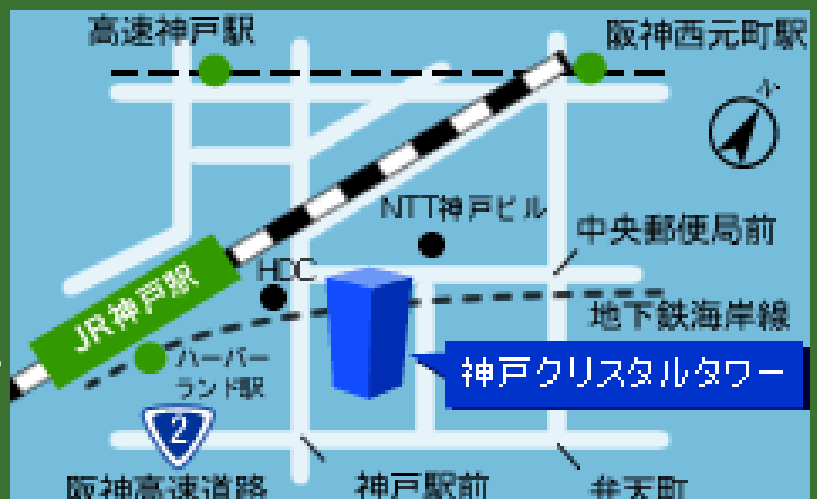 高速神戸駅
阪神西元町駅
N
NTT神戸ビル
中央郵便局前
HDC
JR神戸駅
地下鉄海岸線
ハーバー
ランド駅
神戸クリスタルタワー
2
阪神高速道路
神戸駅前
弁天町